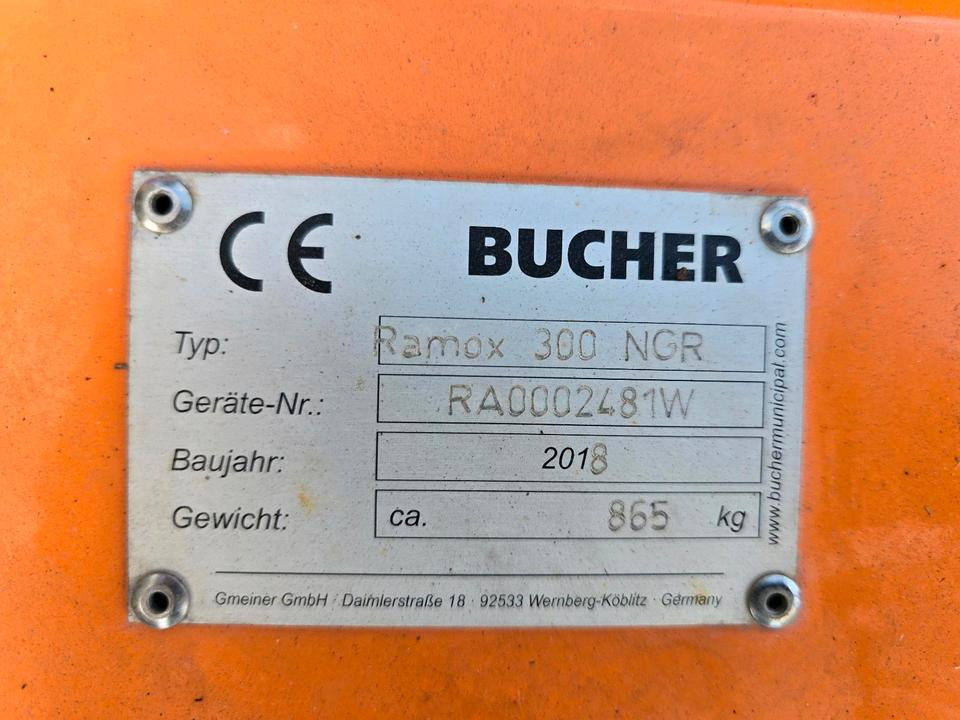 CE BUCHER
Typ: Ramox 300 NGR
Geräte-Nr.: RA0002481W
Baujahr: 2018
Gewicht: ca. 865 kg
www.buchermunicipal.com
Gmeiner GmbH · Daimlerstraße 18 · 92533 Wernberg-Köblitz · Germany